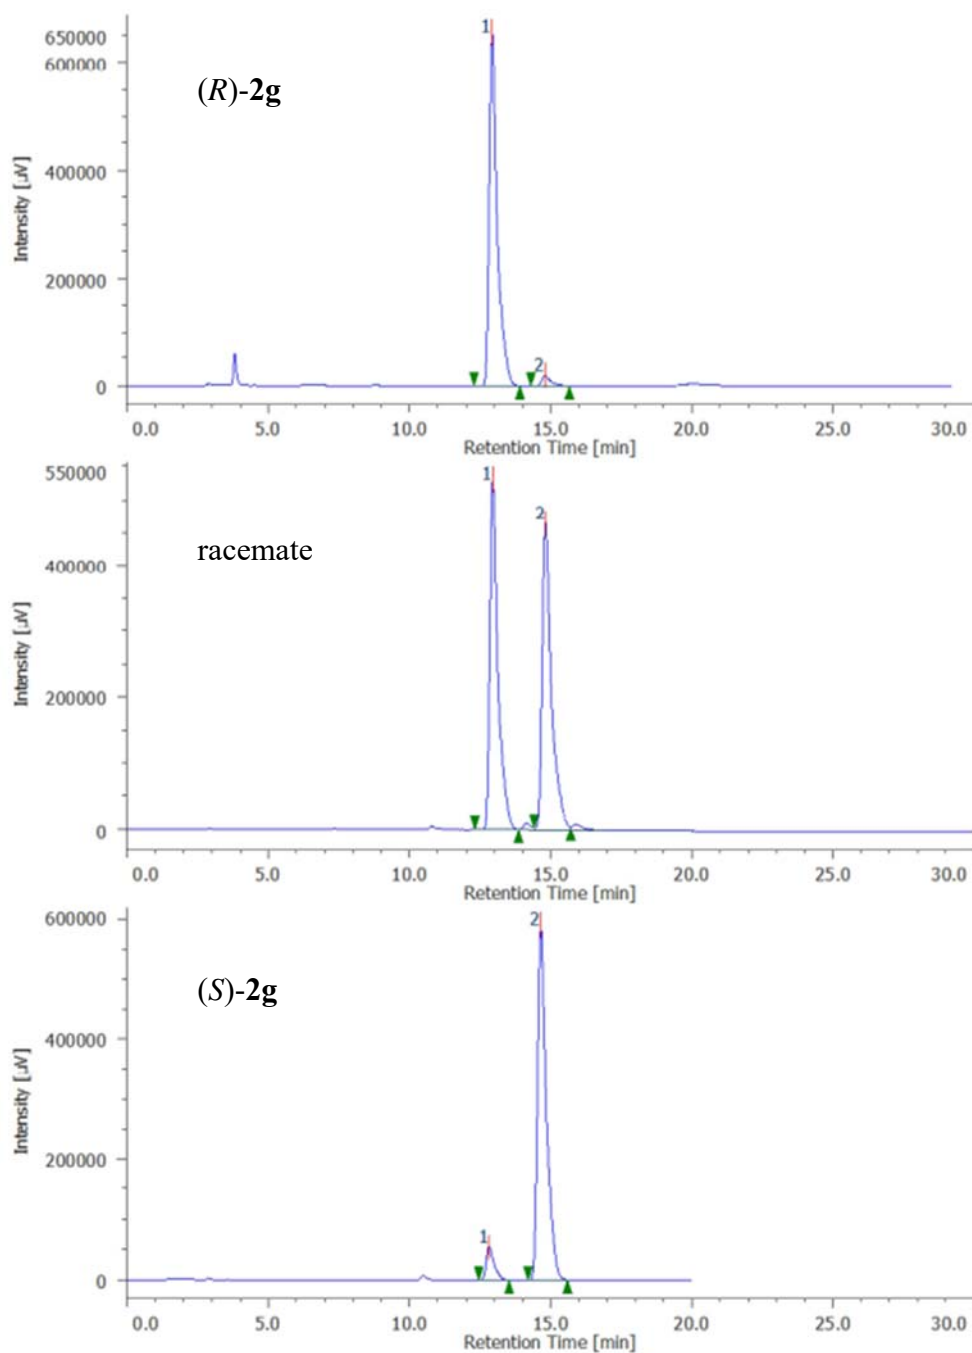 650000
1
600000
(R)-2g
400000
Intensity [µV]
200000
2
0
0.0 5.0 10.0 15.0 20.0 25.0 30.0
Retention Time [min]
550000
1
2
racemate
400000
Intensity [µV]
200000
0
0.0 5.0 10.0 15.0 20.0 25.0 30.0
Retention Time [min]
600000
2
(S)-2g
400000
Intensity [µV]
200000
1
0
0.0 5.0 10.0 15.0 20.0 25.0 30.0
Retention Time [min]